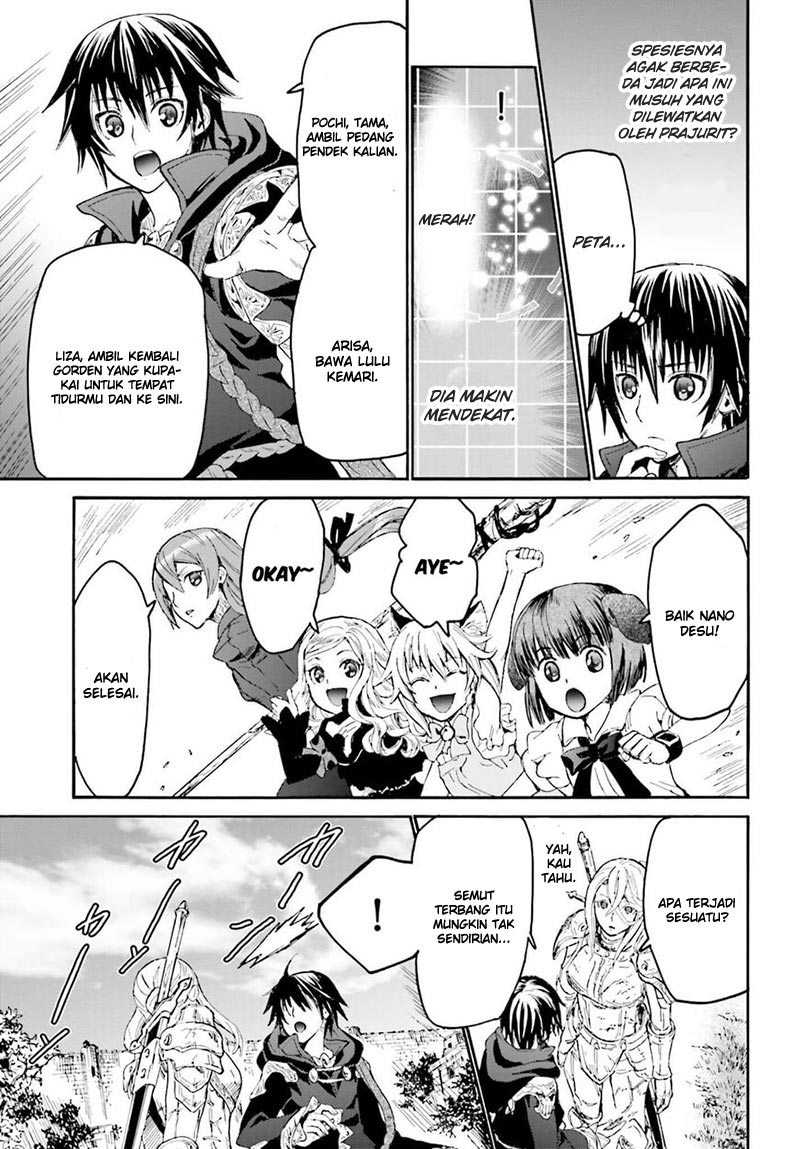 SPESIESNYA
AGAK BERBE-
DA JADI APA INI
MUSUH YANG
DILEWATKAN
OLEH PRAJURIT?
PETA...
!
MERAH!
DIA MAKIN
MENDEKAT.
POCHI, TAMA,
AMBIL PEDANG
PENDEK KALIAN.
ARISA,
BAWA LULU
KEMARI.
LIZA, AMBIL KEMBALI
GORDEN YANG KUPA-
KAI UNTUK TEMPAT
TIDURMU DAN KE SINI.
BAIK NANO
DESU!
AYE~
OKAY~
AKAN
SELESAI.
APA TERJADI
SESUATU?
YAH,
KAU
TAHU.
SEMUT
TERBANG ITU
MUNGKIN TAK
SENDIRIAN...
!